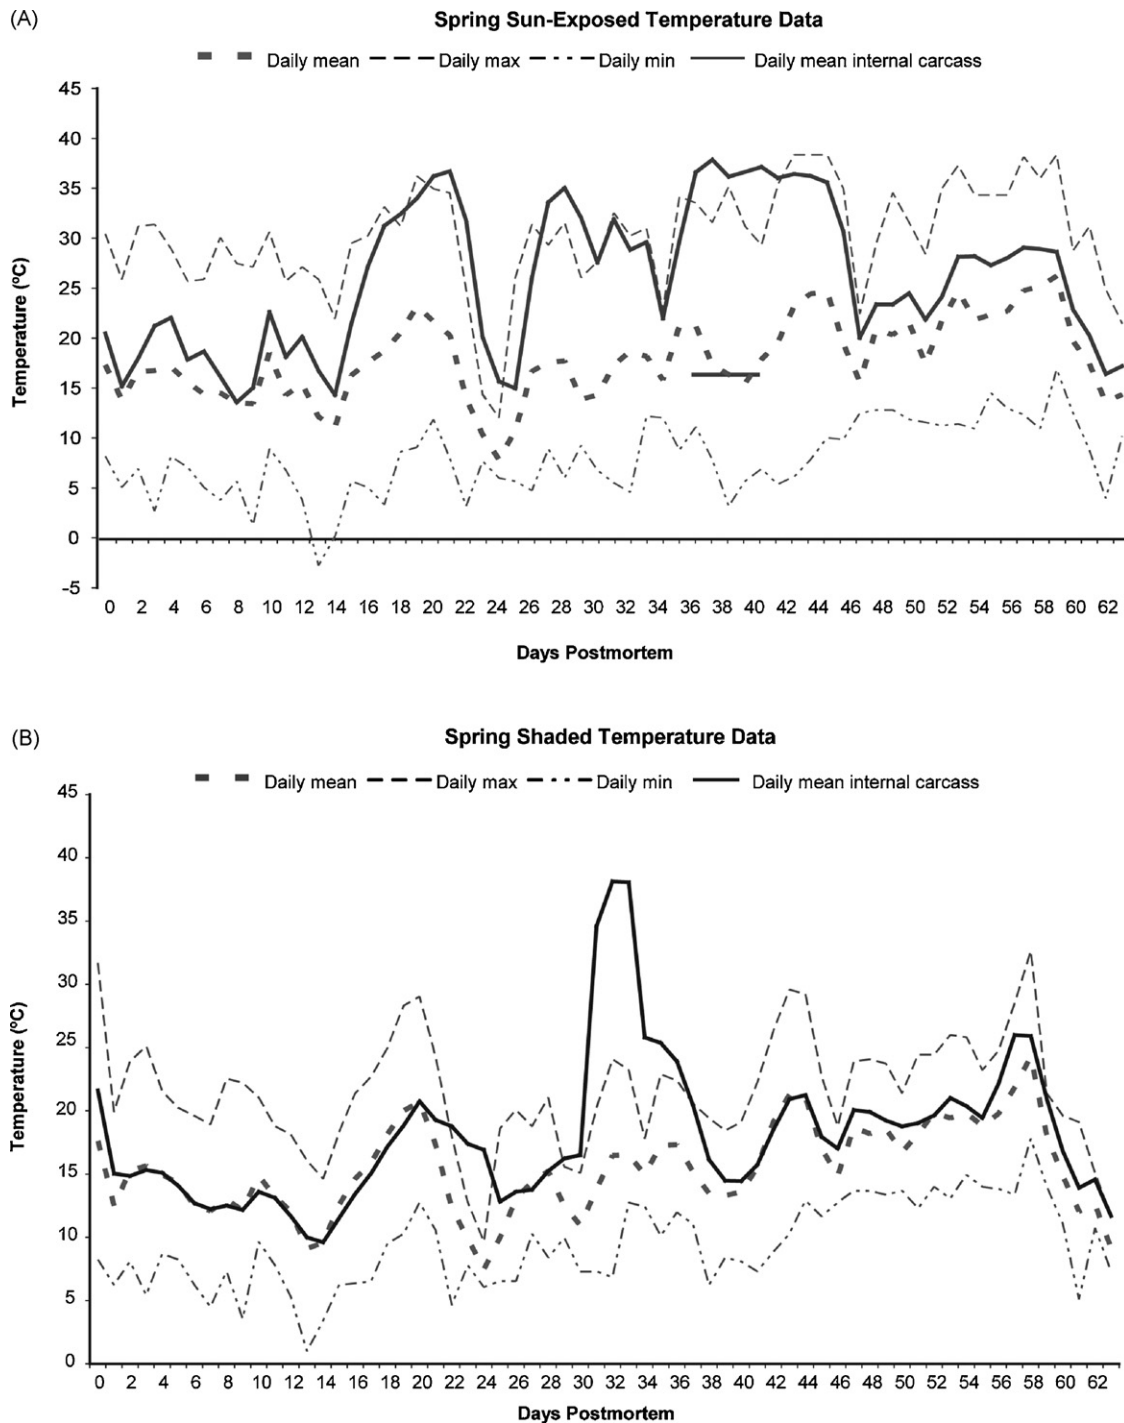 (A)
Spring Sun-Exposed Temperature Data
Daily mean Daily max Daily min Daily mean internal carcass
45
40
35
30
25
20
15
10
5
0
-5
Temperature (ºC)
0 2 4 6 8 10 12 14 16 18 20 22 24 26 28 30 32 34 36 38 40 42 44 46 48 50 52 54 56 58 60 62
Days Postmortem
(B)
Spring Shaded Temperature Data
Daily mean Daily max Daily min Daily mean internal carcass
45
40
35
30
25
20
15
10
5
0
Temperature (ºC)
0 2 4 6 8 10 12 14 16 18 20 22 24 26 28 30 32 34 36 38 40 42 44 46 48 50 52 54 56 58 60 62
Days Postmortem